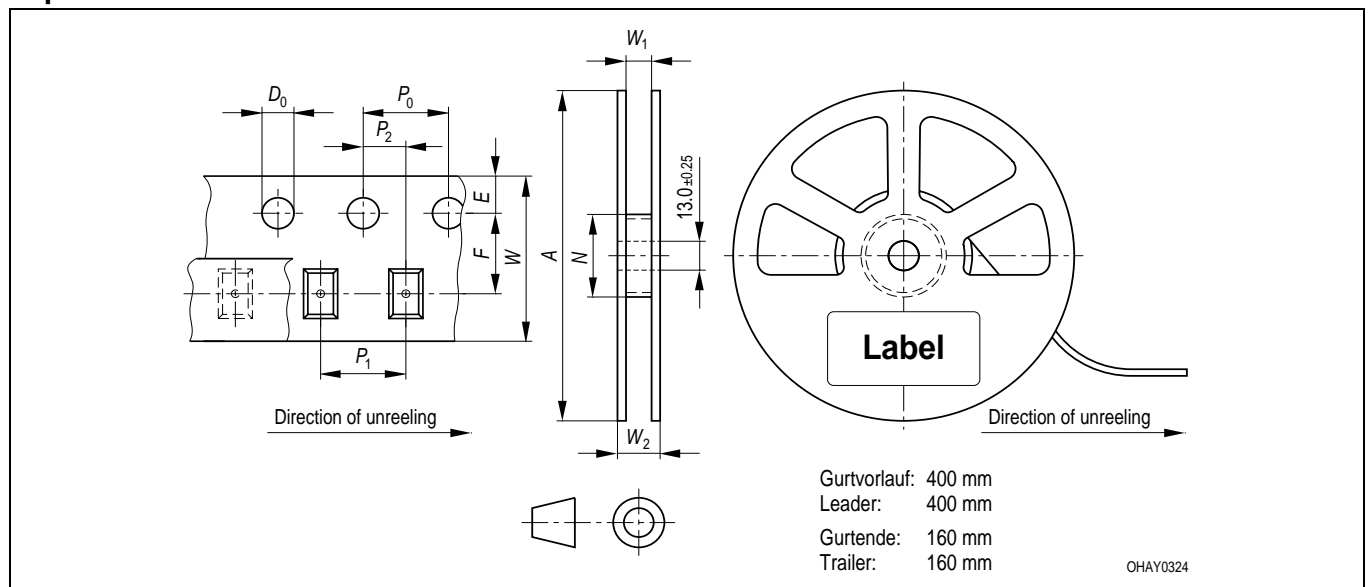 W1
D0
P0
P2
E
F
W
A
N
13.0 ±0.25
P1
W2
Label
Direction of unreeling
Direction of unreeling
Gurtvorlauf: 400 mm
Leader: 400 mm
Gurtende: 160 mm
Trailer: 160 mm
OHAY0324